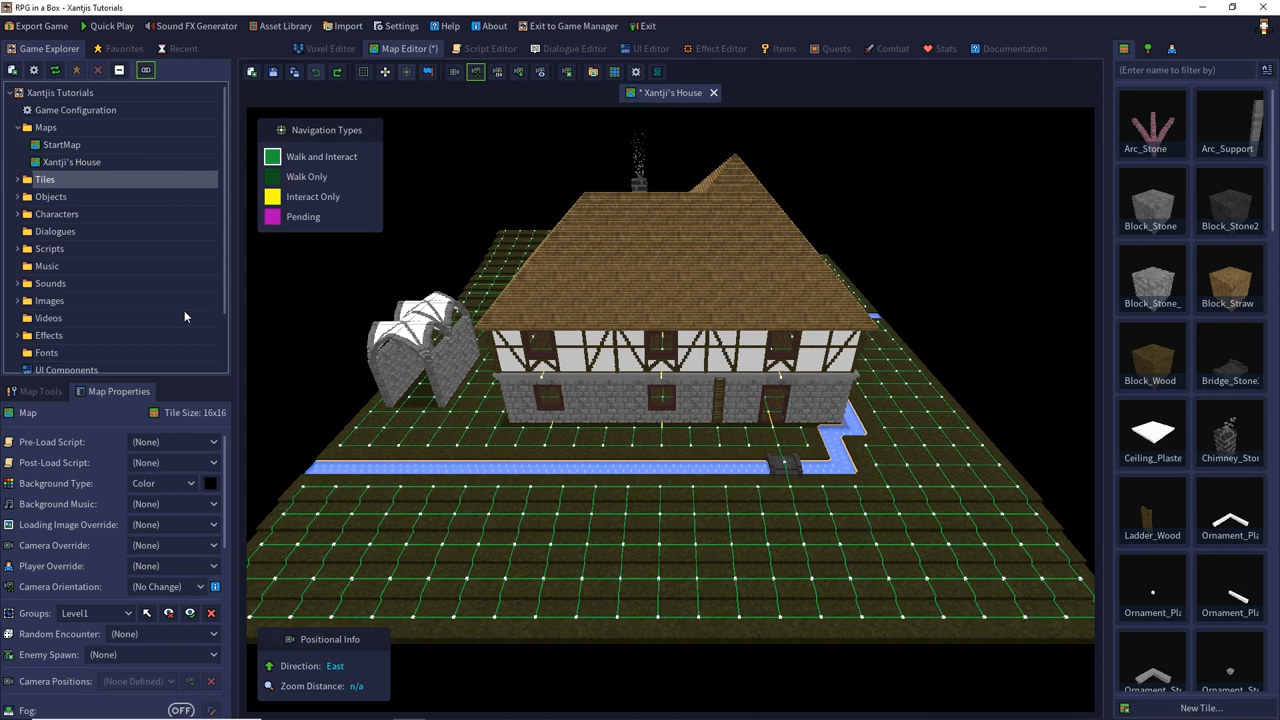 RPG in a Box - Xantjis Tutorials
Export Game Quick Play Sound FX Generator Asset Library Import Settings Help About Exit to Game Manager Exit
Game Explorer Favorites Recent Voxel Editor Map Editor (*) Script Editor Dialogue Editor UI Editor Effect Editor Items Quests Combat Stats Documentation
(Enter name to filter by)
* Xantji's House
Xantjis Tutorials
Game Configuration
Maps
StartMap
Xantji's House
Tiles
Objects
Characters
Dialogues
Scripts
Music
Sounds
Images
Videos
Effects
Fonts
UI Components
Navigation Types
Walk and Interact
Walk Only
Interact Only
Pending
Arc_Stone Arc_Support
Block_Stone Block_Stone2
Block_Stone_ Block_Straw
Block_Wood Bridge_Stone
Ceiling_Plaste Chimney_Stor
Ladder_Wood Ornament_Pla
Ornament_Pla Ornament_Pla
Ornament_Sto Ornament_Sto
New Tile...
Map Tools Map Properties
Map Tile Size: 16x16
Pre-Load Script: (None)
Post-Load Script: (None)
Background Type: Color
Background Music: (None)
Loading Image Override: (None)
Camera Override: (None)
Player Override: (None)
Camera Orientation: (No Change)
Groups: Level1
Random Encounter: (None)
Enemy Spawn: (None)
Camera Positions: (None Defined)
Fog: OFF
Positional Info
Direction: East
Zoom Distance: n/a